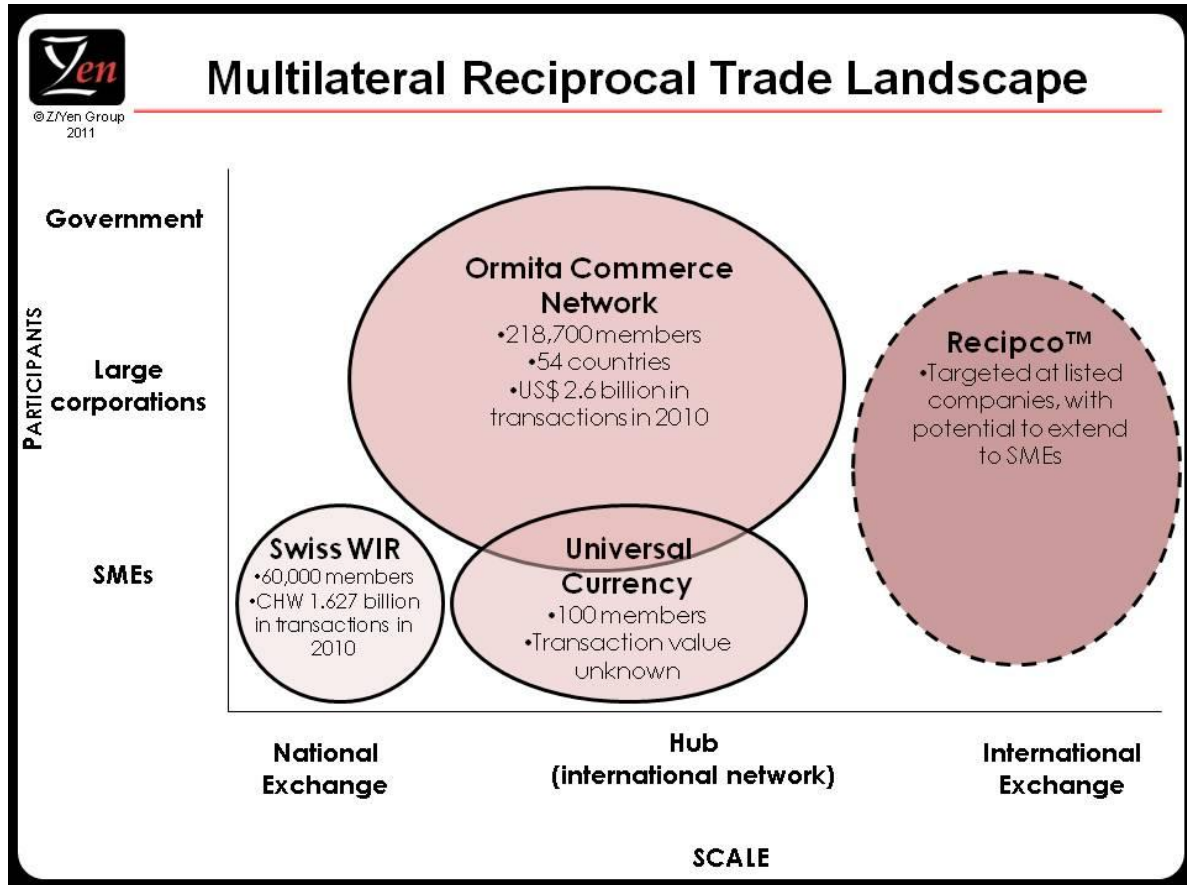 Yen
©Z/Yen Group
2011
Multilateral Reciprocal Trade Landscape
PARTICIPANTS
Government
Large
corporations
SMEs
Ormita Commerce
Network
•218,700 members
•54 countries
•US$ 2.6 billion in
transactions in 2010
Recipco™
•Targeted at listed
companies, with
potential to extend
to SMEs
Swiss WIR
•60,000 members
•CHW 1.627 billion
in transactions in
2010
Universal
Currency
•100 members
•Transaction value
unknown
National
Exchange
Hub
(international network)
International
Exchange
SCALE